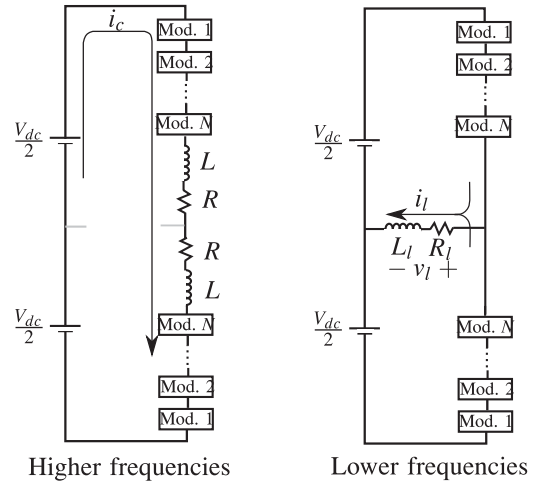 i_c
Mod. 1
Mod. 2
Mod. N
V_dc
2
L
R
R
L
V_dc
2
Mod. N
Mod. 2
Mod. 1
Higher frequencies
Mod. 1
Mod. 2
Mod. N
V_dc
2
i_l
L_l R_l
− v_l +
V_dc
2
Mod. N
Mod. 2
Mod. 1
Lower frequencies